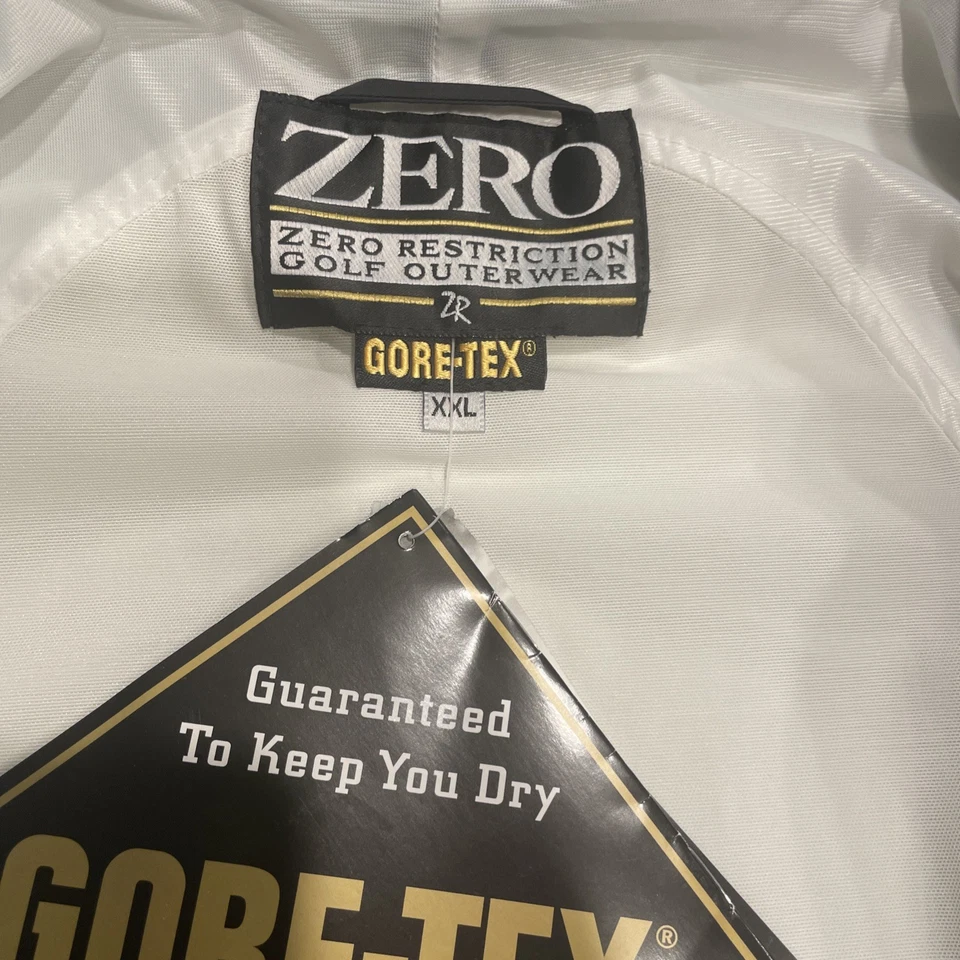 ZERO
ZERO RESTRICTION
GOLF OUTERWEAR
ZR
GORE-TEX®
XXL
Guaranteed
To Keep You Dry
GORE-TEX®